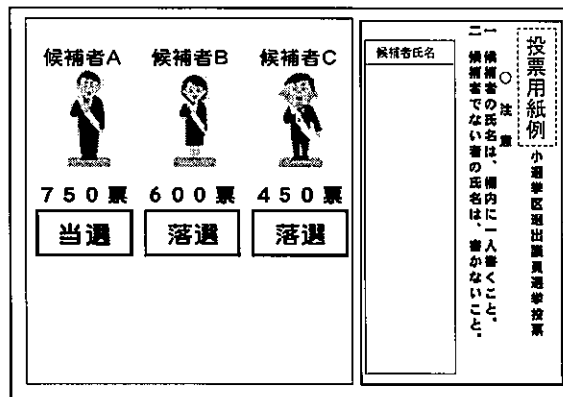 候補者A 候補者B 候補者C
750票 600票 450票
当選 落選 落選
投票用紙例
小選挙区選出議員選挙投票
○注意
一 候補者の氏名は、欄内に一人書くこと。
二 候補者でない者の氏名は、書かないこと。
候補者氏名